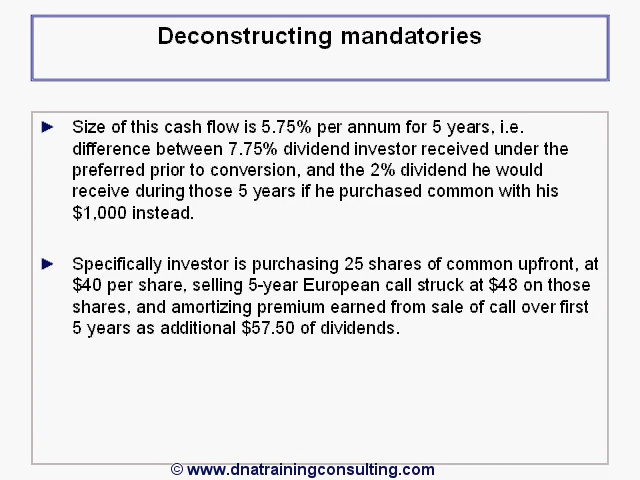 Deconstructing mandatories
► Size of this cash flow is 5.75% per annum for 5 years, i.e.
difference between 7.75% dividend investor received under the
preferred prior to conversion, and the 2% dividend he would
receive during those 5 years if he purchased common with his
$1,000 instead.
► Specifically investor is purchasing 25 shares of common upfront, at
$40 per share, selling 5-year European call struck at $48 on those
shares, and amortizing premium earned from sale of call over first
5 years as additional $57.50 of dividends.
© www.dnatrainingconsulting.com